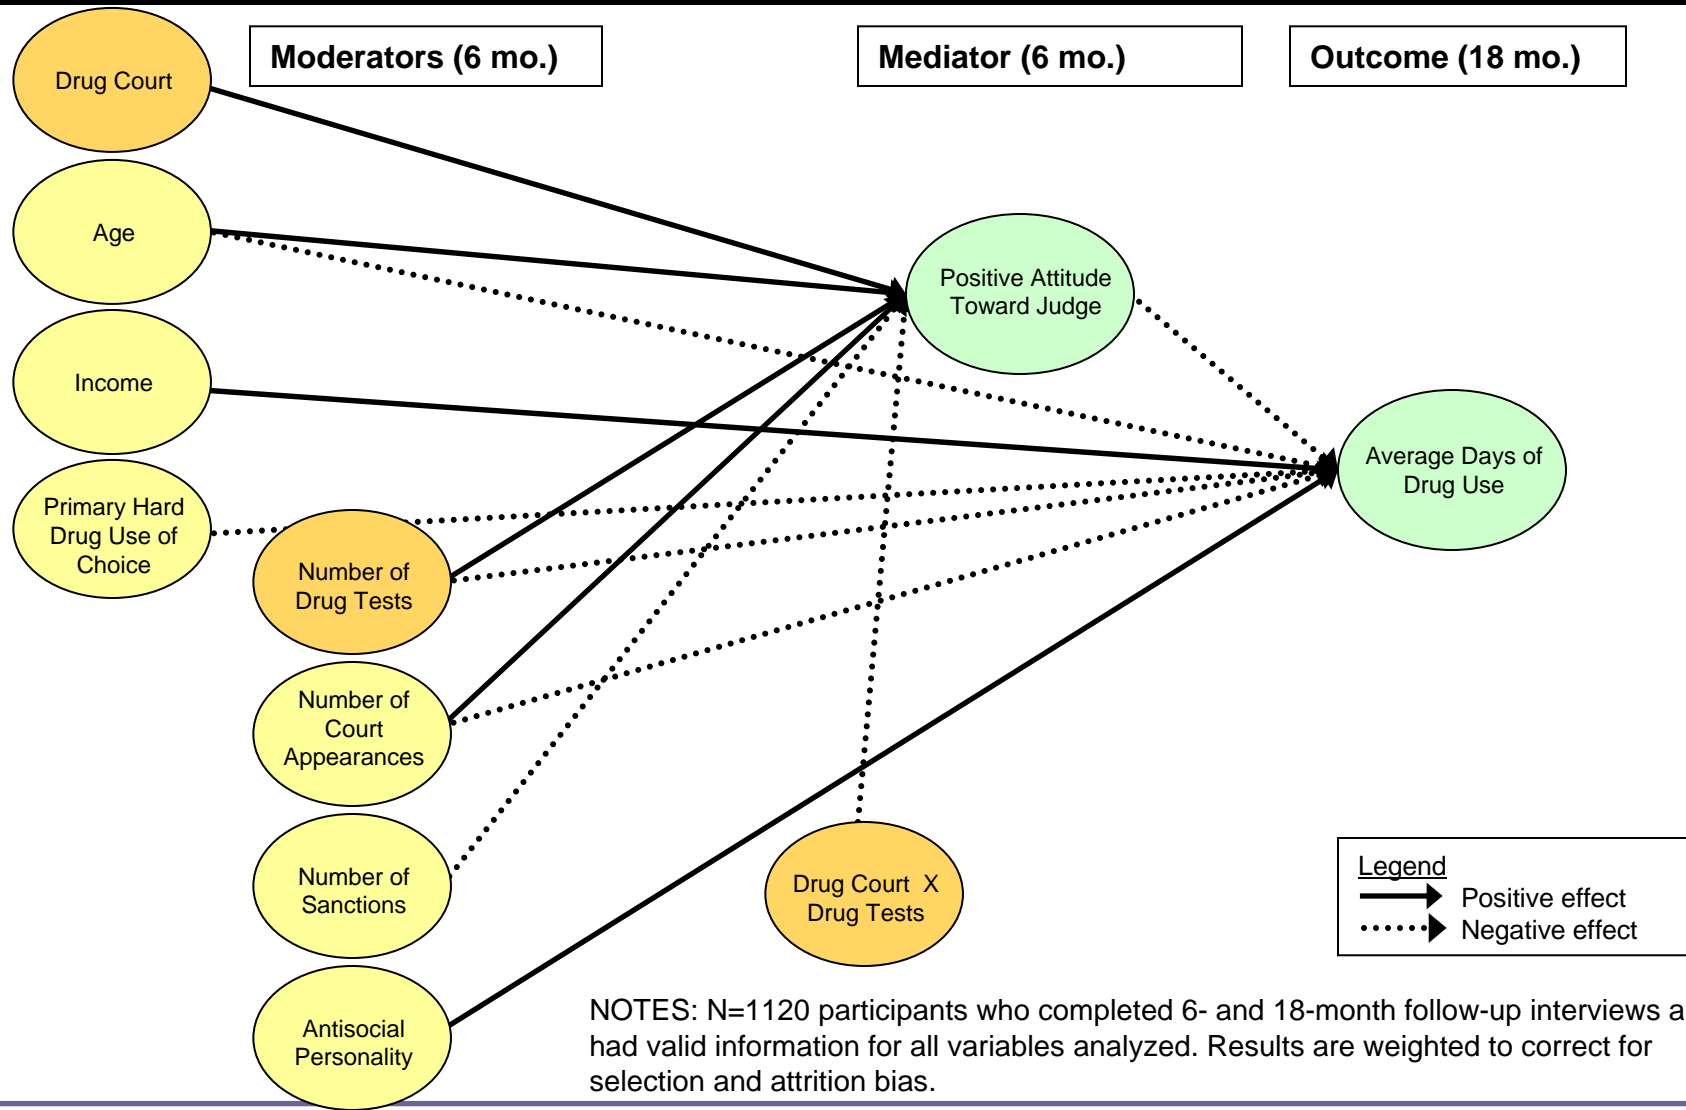 Drug Court
Moderators (6 mo.)
Mediator (6 mo.)
Outcome (18 mo.)
Age
Positive Attitude
Toward Judge
Income
Average Days of
Drug Use
Primary Hard
Drug Use of
Choice
Number of
Drug Tests
Number of
Court
Appearances
Number of
Sanctions
Drug Court X
Drug Tests
Legend
Positive effect
Negative effect
Antisocial
Personality
NOTES: N=1120 participants who completed 6- and 18-month follow-up interviews a
had valid information for all variables analyzed. Results are weighted to correct for
selection and attrition bias.